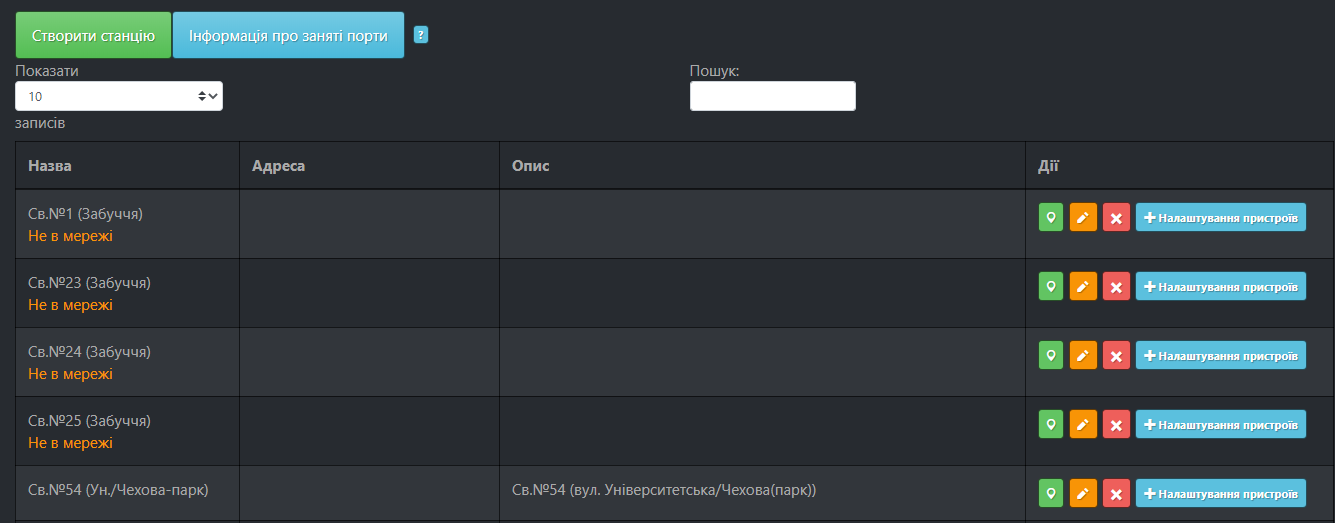 Створити станцію
Інформація про заняті порти
?
Показати
Пошук:
10
записів
Назва
Адреса
Опис
Дії
Св.№1 (Забуччя)
Не в мережі
Налаштування пристроїв
Св.№23 (Забуччя)
Не в мережі
Налаштування пристроїв
Св.№24 (Забуччя)
Не в мережі
Налаштування пристроїв
Св.№25 (Забуччя)
Не в мережі
Налаштування пристроїв
Св.№54 (Ун./Чехова-парк)
Св.№54 (вул. Університетська/Чехова(парк))
Налаштування пристроїв